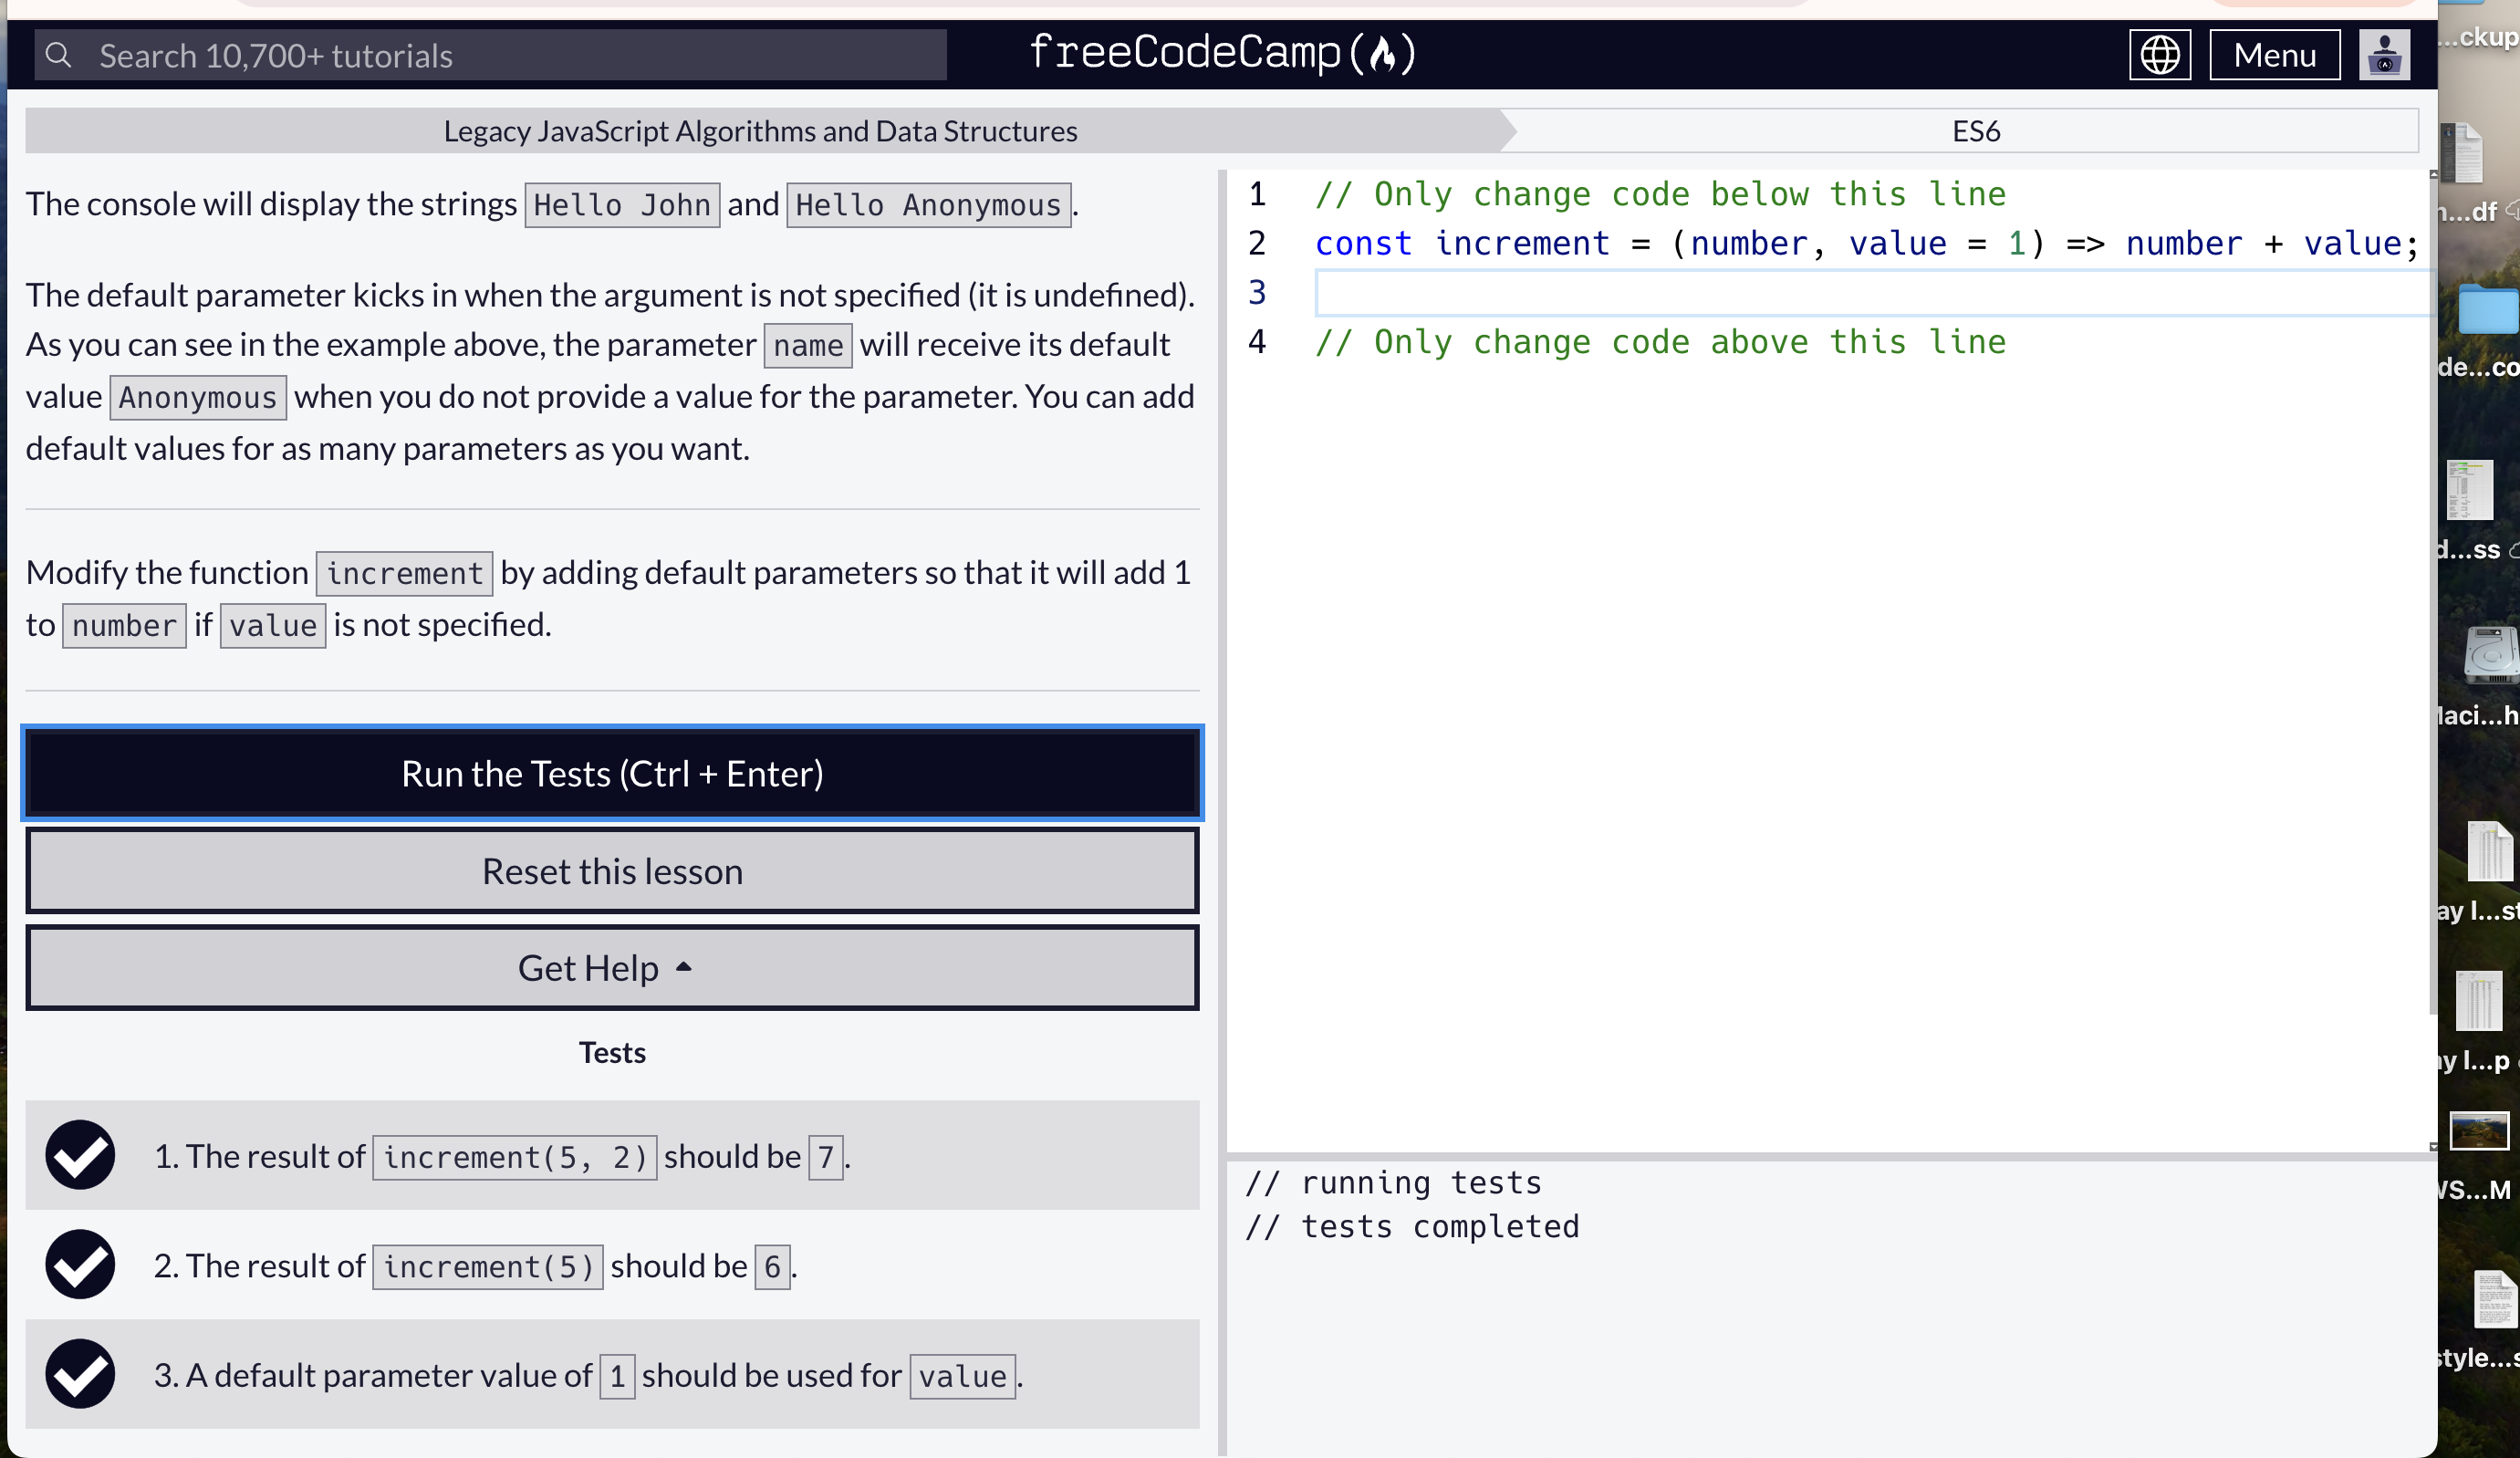 Search 10,700+ tutorials
freeCodeCamp
Menu
Legacy JavaScript Algorithms and Data Structures
ES6
The console will display the strings Hello John and Hello Anonymous.
The default parameter kicks in when the argument is not specified (it is undefined).
As you can see in the example above, the parameter name will receive its default
value Anonymous when you do not provide a value for the parameter. You can add
default values for as many parameters as you want.
Modify the function increment by adding default parameters so that it will add 1
to number if value is not specified.
Run the Tests (Ctrl + Enter)
Reset this lesson
Get Help
Tests
1. The result of increment(5, 2) should be 7.
2. The result of increment(5) should be 6.
3. A default parameter value of 1 should be used for value.
1 // Only change code below this line
2 const increment = (number, value = 1) => number + value;
3
4 // Only change code above this line
// running tests
// tests completed
...ckup
...df
de...co
d...ss
laci...h
ay l...st
y l...p
WS...M
style...s